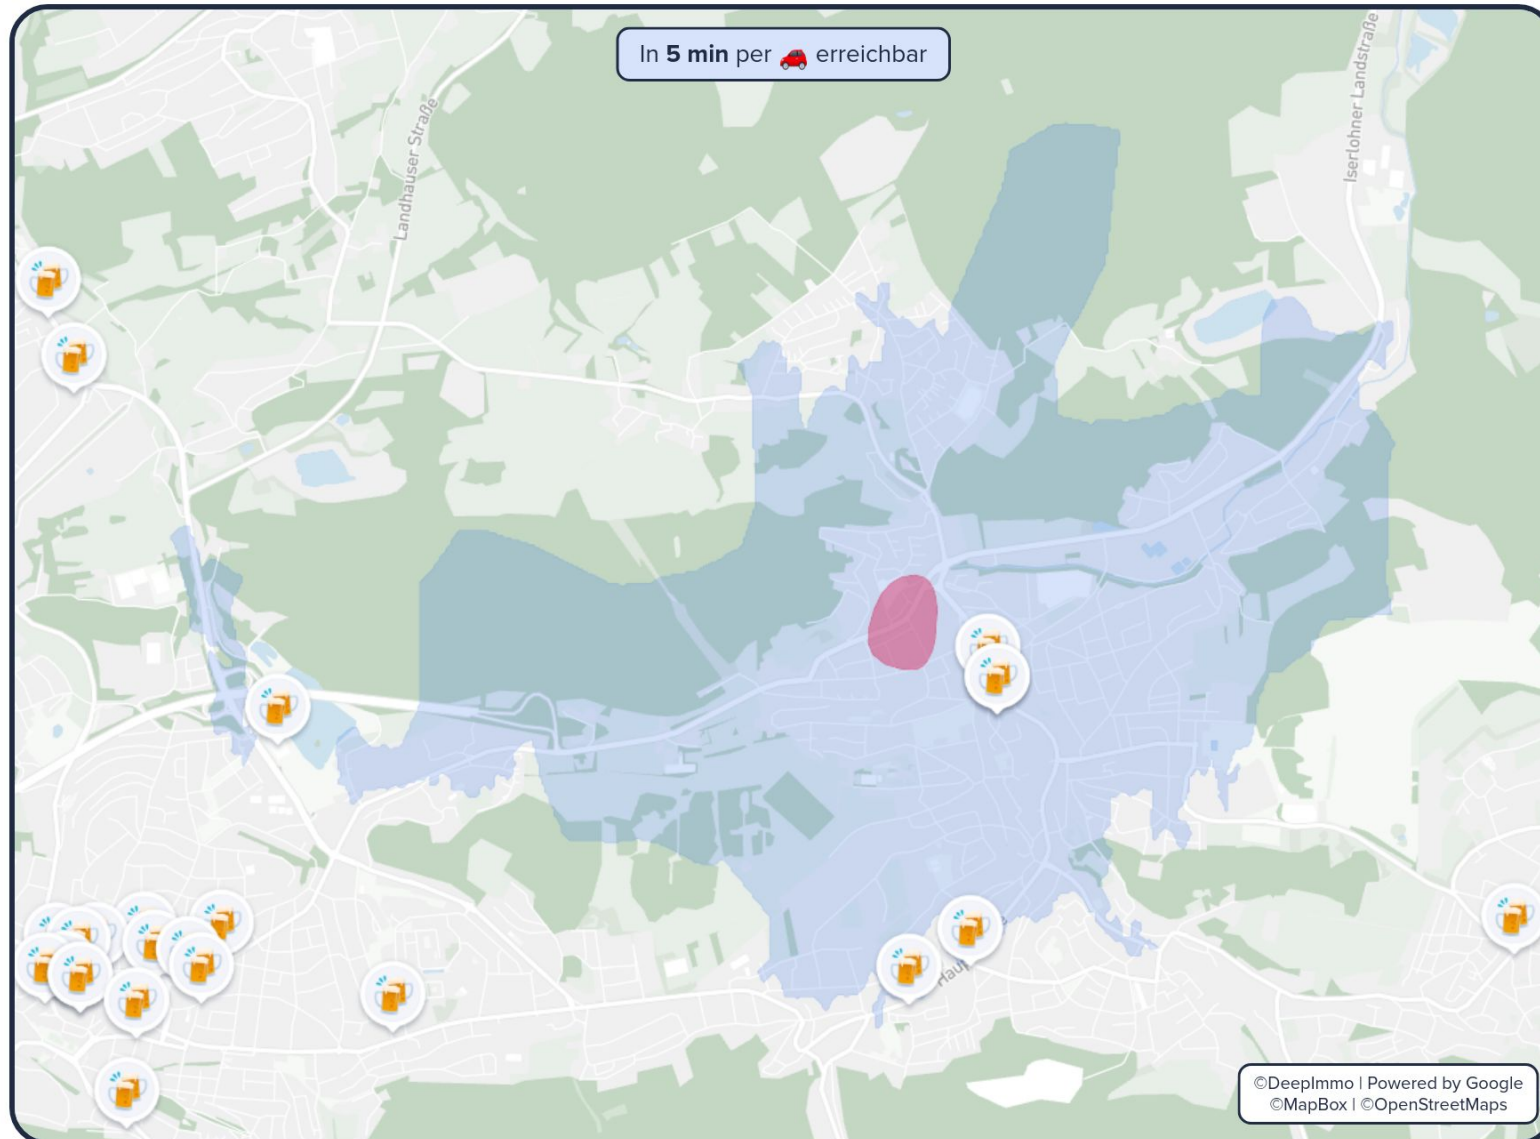 In 5 min per 🚗 erreichbar
Landhauser Straße
Iserlohner Landstraße
©DeepImmo | Powered by Google
©MapBox | ©OpenStreetMaps